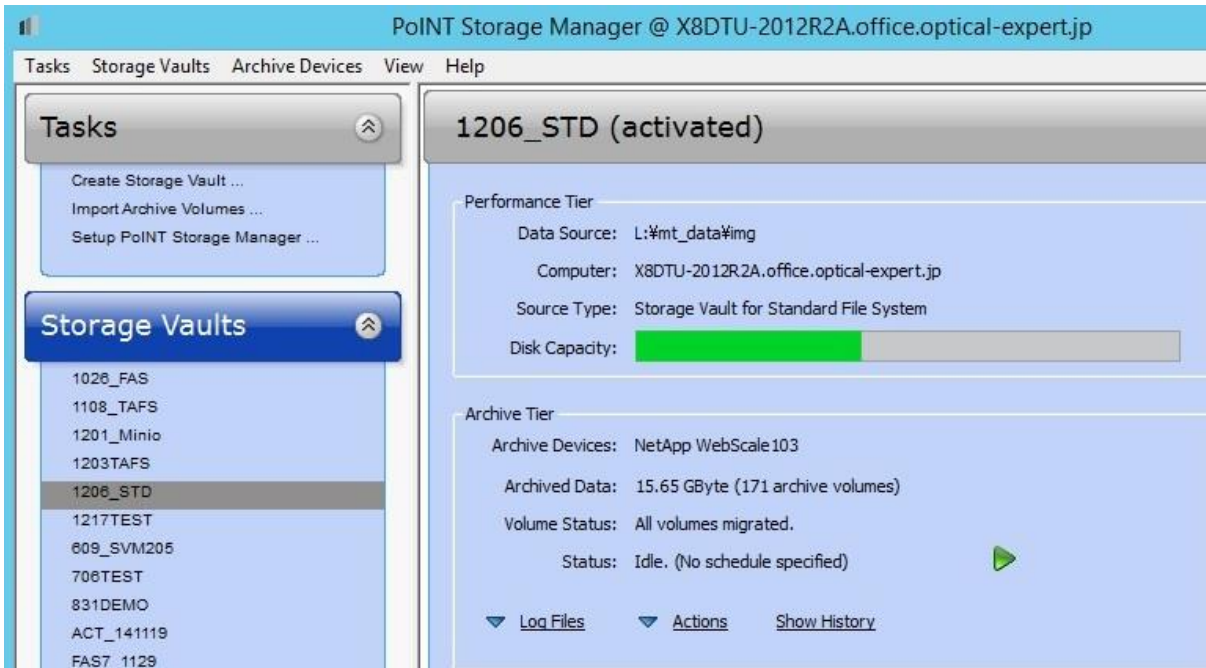 PoINT Storage Manager @ X8DTU-2012R2A.office.optical-expert.jp
Tasks Storage Vaults Archive Devices View Help
Tasks
Create Storage Vault ...
Import Archive Volumes ...
Setup PoINT Storage Manager ...
Storage Vaults
1026_FAS
1108_TAFS
1201_Minio
1203TAFS
1206_STD
1217TEST
609_SVM205
706TEST
831DEMO
ACT_141119
FAS7_1129
1206_STD (activated)
Performance Tier
Data Source: L:¥mt_data¥img
Computer: X8DTU-2012R2A.office.optical-expert.jp
Source Type: Storage Vault for Standard File System
Disk Capacity:
Archive Tier
Archive Devices: NetApp WebScale103
Archived Data: 15.65 GByte (171 archive volumes)
Volume Status: All volumes migrated.
Status: Idle. (No schedule specified)
Log Files Actions Show History